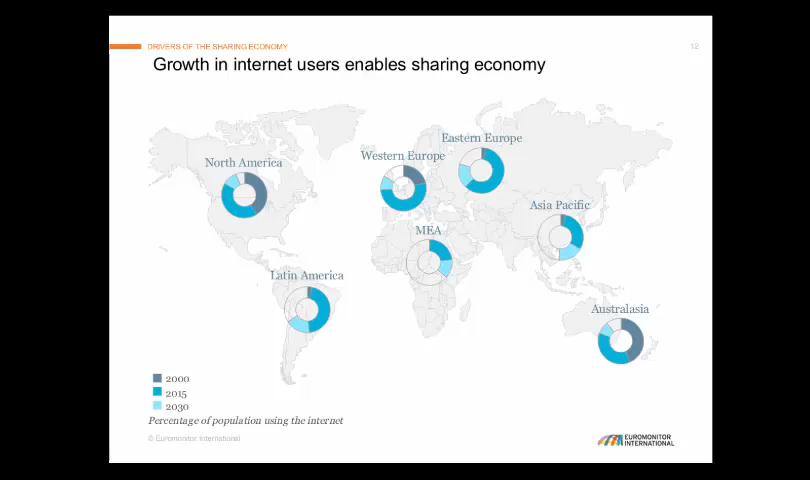 DRIVERS OF THE SHARING ECONOMY
12
Growth in internet users enables sharing economy
Eastern Europe
Western Europe
North America
Asia Pacific
MEA
Latin America
Australasia
2000
2015
2030
Percentage of population using the internet
© Euromonitor International
EUROMONITOR
INTERNATIONAL